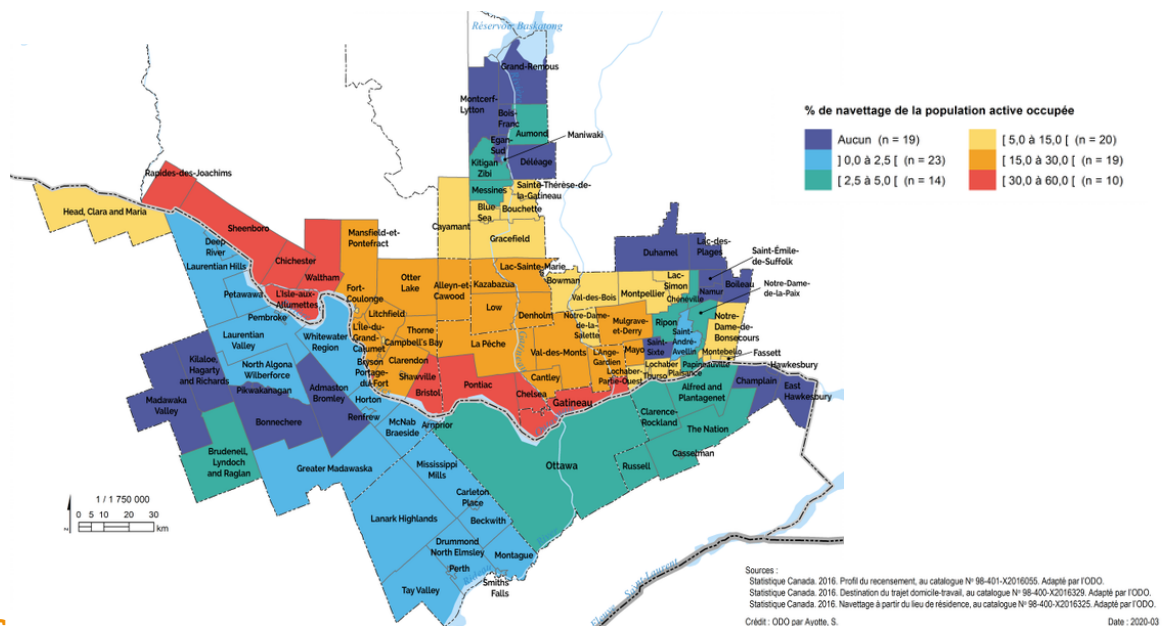 Réservoir Baskatong
Grand-Remous
Montcerf-
Lytton
Bois-
Franc
Aumond
Egan-
Sud
Maniwaki
Kitigan
Zibi
Déléage
Messines
Sainte-Thérèse-de-
la-Gatineau
Blue
Sea
Bouchette
Cayamant
Gracefield
% de navettage de la population active occupée
Aucun (n = 19)
[ 5,0 à 15,0 [ (n = 20)
] 0,0 à 2,5 [ (n = 23)
[ 15,0 à 30,0 [ (n = 19)
[ 2,5 à 5,0 [ (n = 14)
[ 30,0 à 60,0 [ (n = 10)
Rapides-des-Joachims
Head, Clara and Maria
Sheenboro
Mansfield-et-
Pontefract
Deep
River
Chichester
Laurentian Hills
Waltham
Petawawa
L'Isle-aux-
Allumettes
Fort-
Coulonge
Otter
Lake
Alleyn-et-
Cawood
Lac-Sainte-Marie
Kazabazua
Low
Denholm
Bowman
Val-des-Bois
Montpellier
Lac-
Simon
Chénéville
Duhamel
Lac-des-
Plages
Saint-Émile-
de-Suffolk
Namur
Boileau
Notre-Dame-
de-la-Paix
Pembroke
Litchfield
L'Île-du-
Grand-
Calumet
Thorne
Campbell's Bay
La Pêche
Notre-Dame-
de-la-
Salette
Mulgrave-
et-Derry
Ripon
Saint-
André-
Avellin
Notre-
Dame-de-
Bonsecours
Laurentian
Valley
Whitewater
Region
Bryson
Clarendon
Val-des-Monts
L'Ange-
Gardien
Mayo
Saint-
Sixte
Montebello
Fassett
Kilaloe,
Hagarty
and Richards
North Algona
Wilberforce
Portage-
du-Fort
Shawville
Bristol
Pontiac
Cantley
Chelsea
Gatineau
Lochaber-
Partie-Ouest
Lochaber
Thurso
Plaisance
Papineauville
Hawkesbury
Pikwakanagan
Admaston
Bromley
Horton
Renfrew
Madawaka
Valley
Bonnechere
McNab
Braeside
Arnprior
Alfred and
Plantagenet
Champlain
East
Hawkesbury
Clarence-
Rockland
The Nation
Casselman
Brudenell,
Lyndoch
and Raglan
Greater Madawaska
Mississippi
Mills
Ottawa
Russell
Carleton
Place
Lanark Highlands
Beckwith
Drummond
North Elmsley
Montague
Perth
Tay Valley
Smiths
Falls
Saint-Laurent
1 / 1 750 000
0 5 10 20 30
km
N
Sources :
Statistique Canada. 2016. Profil du recensement, au catalogue Nº 98-401-X2016055. Adapté par l'ODO.
Statistique Canada. 2016. Destination du trajet domicile-travail, au catalogue Nº 98-400-X2016329. Adapté par l'ODO.
Statistique Canada. 2016. Navettage à partir du lieu de résidence, au catalogue Nº 98-400-X2016325. Adapté par l'ODO.
Crédit : ODO par Ayotte, S.
Date : 2020-03